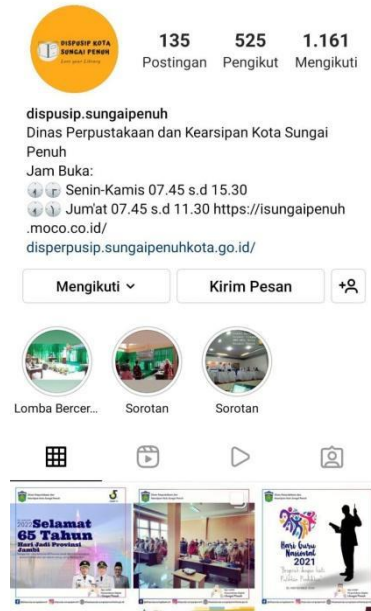 DISPUSIP KOTA
SUNGAI PENUH
135 525 1.161
Postingan Pengikut Mengikuti
dispusip.sungaipenuh
Dinas Perpustakaan dan Kearsipan Kota Sungai
Penuh
Jam Buka:
Senin-Kamis 07.45 s.d 15.30
Jum'at 07.45 s.d 11.30 https://isungaipenuh
.moco.co.id/
disperpusip.sungaipenuhkota.go.id/
Mengikuti Kirim Pesan
Lomba Bercer... Sorotan Sorotan
Selamat
65 Tahun
Hari Jadi Provinsi
Jambi
Hari Guru
Nasional
2021